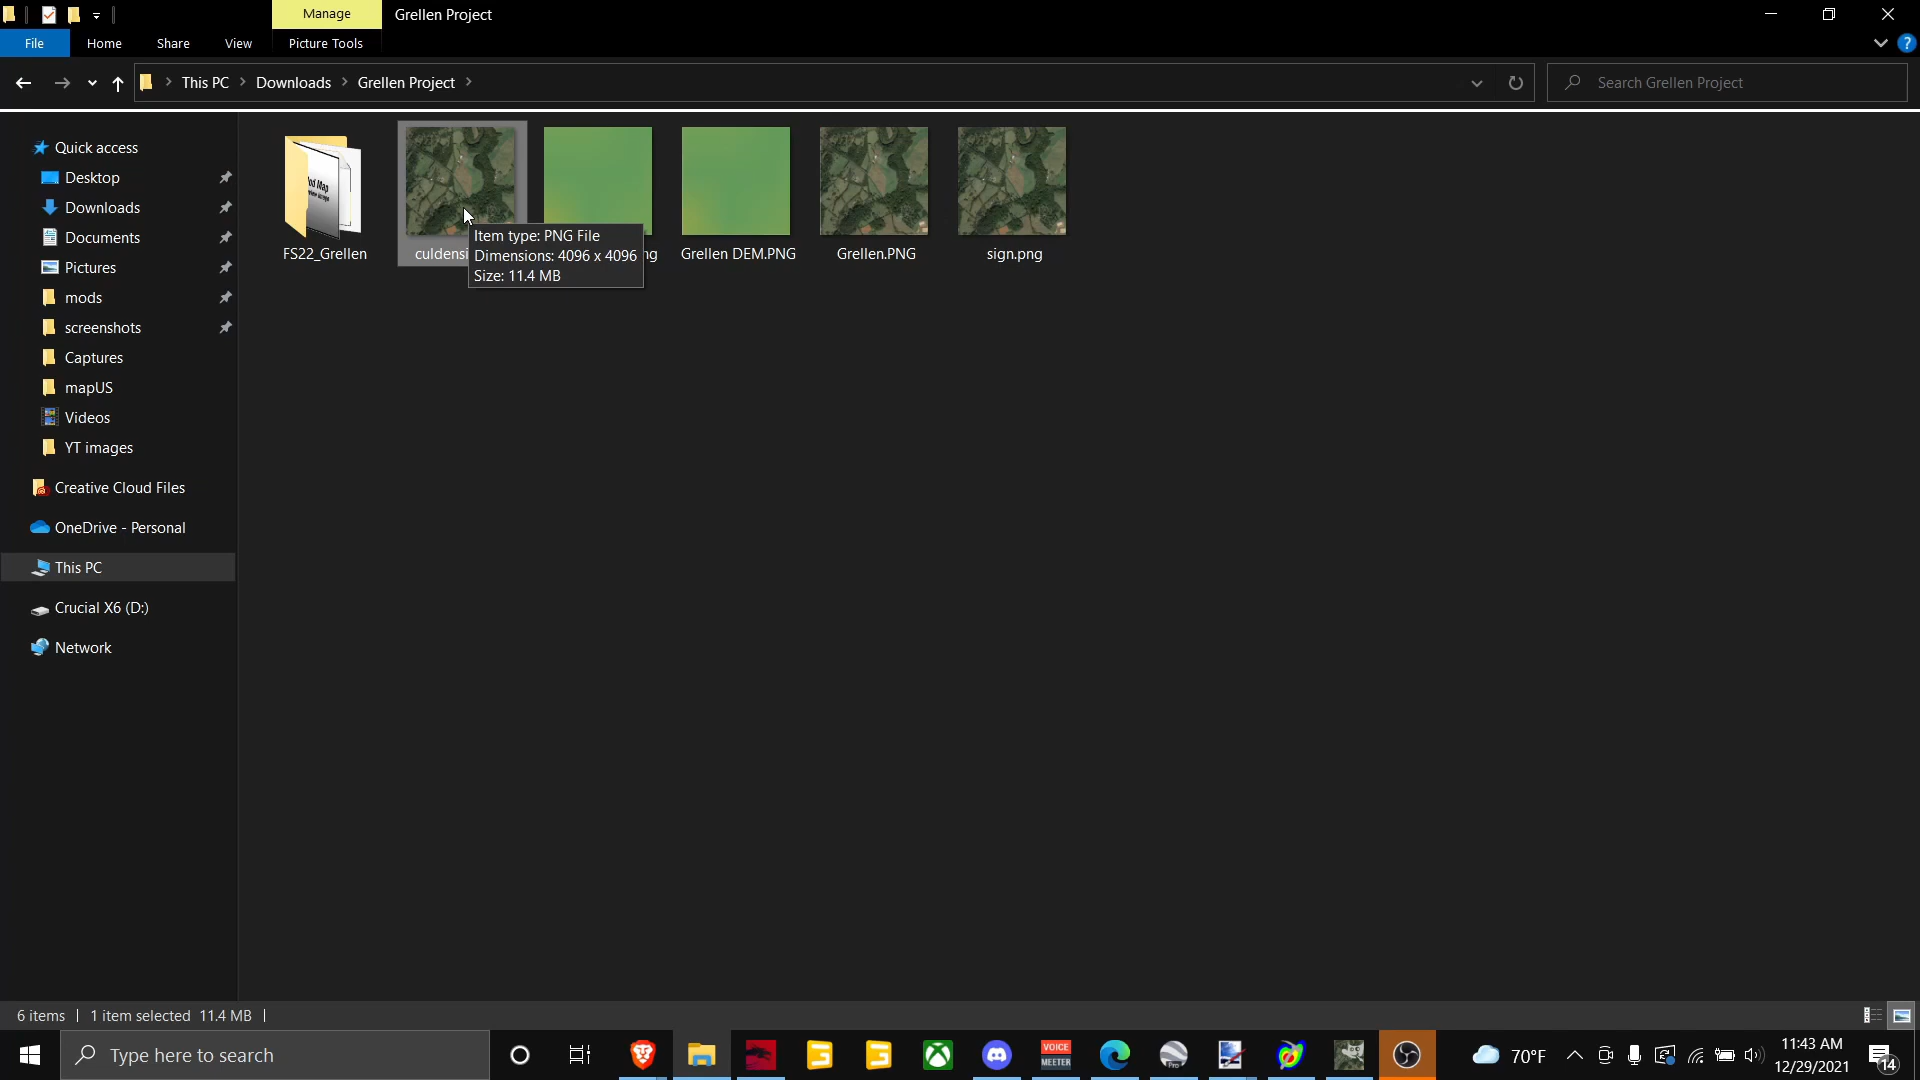 Manage
Grellen Project
File
Home
Share
View
Picture Tools
This PC
Downloads
Grellen Project
Search Grellen Project
Quick access
Desktop
Downloads
Documents
Pictures
mods
screenshots
Captures
mapUS
Videos
YT images
Creative Cloud Files
OneDrive - Personal
This PC
Crucial X6 (D:)
Network
FS22_Grellen
culdensi
ng
Grellen DEM.PNG
Grellen.PNG
sign.png
Item type: PNG File
Dimensions: 4096 x 4096
Size: 11.4 MB
6 items
1 item selected 11.4 MB
Type here to search
VOICE
MEETER
Pro
70°F
11:43 AM
12/29/2021
14